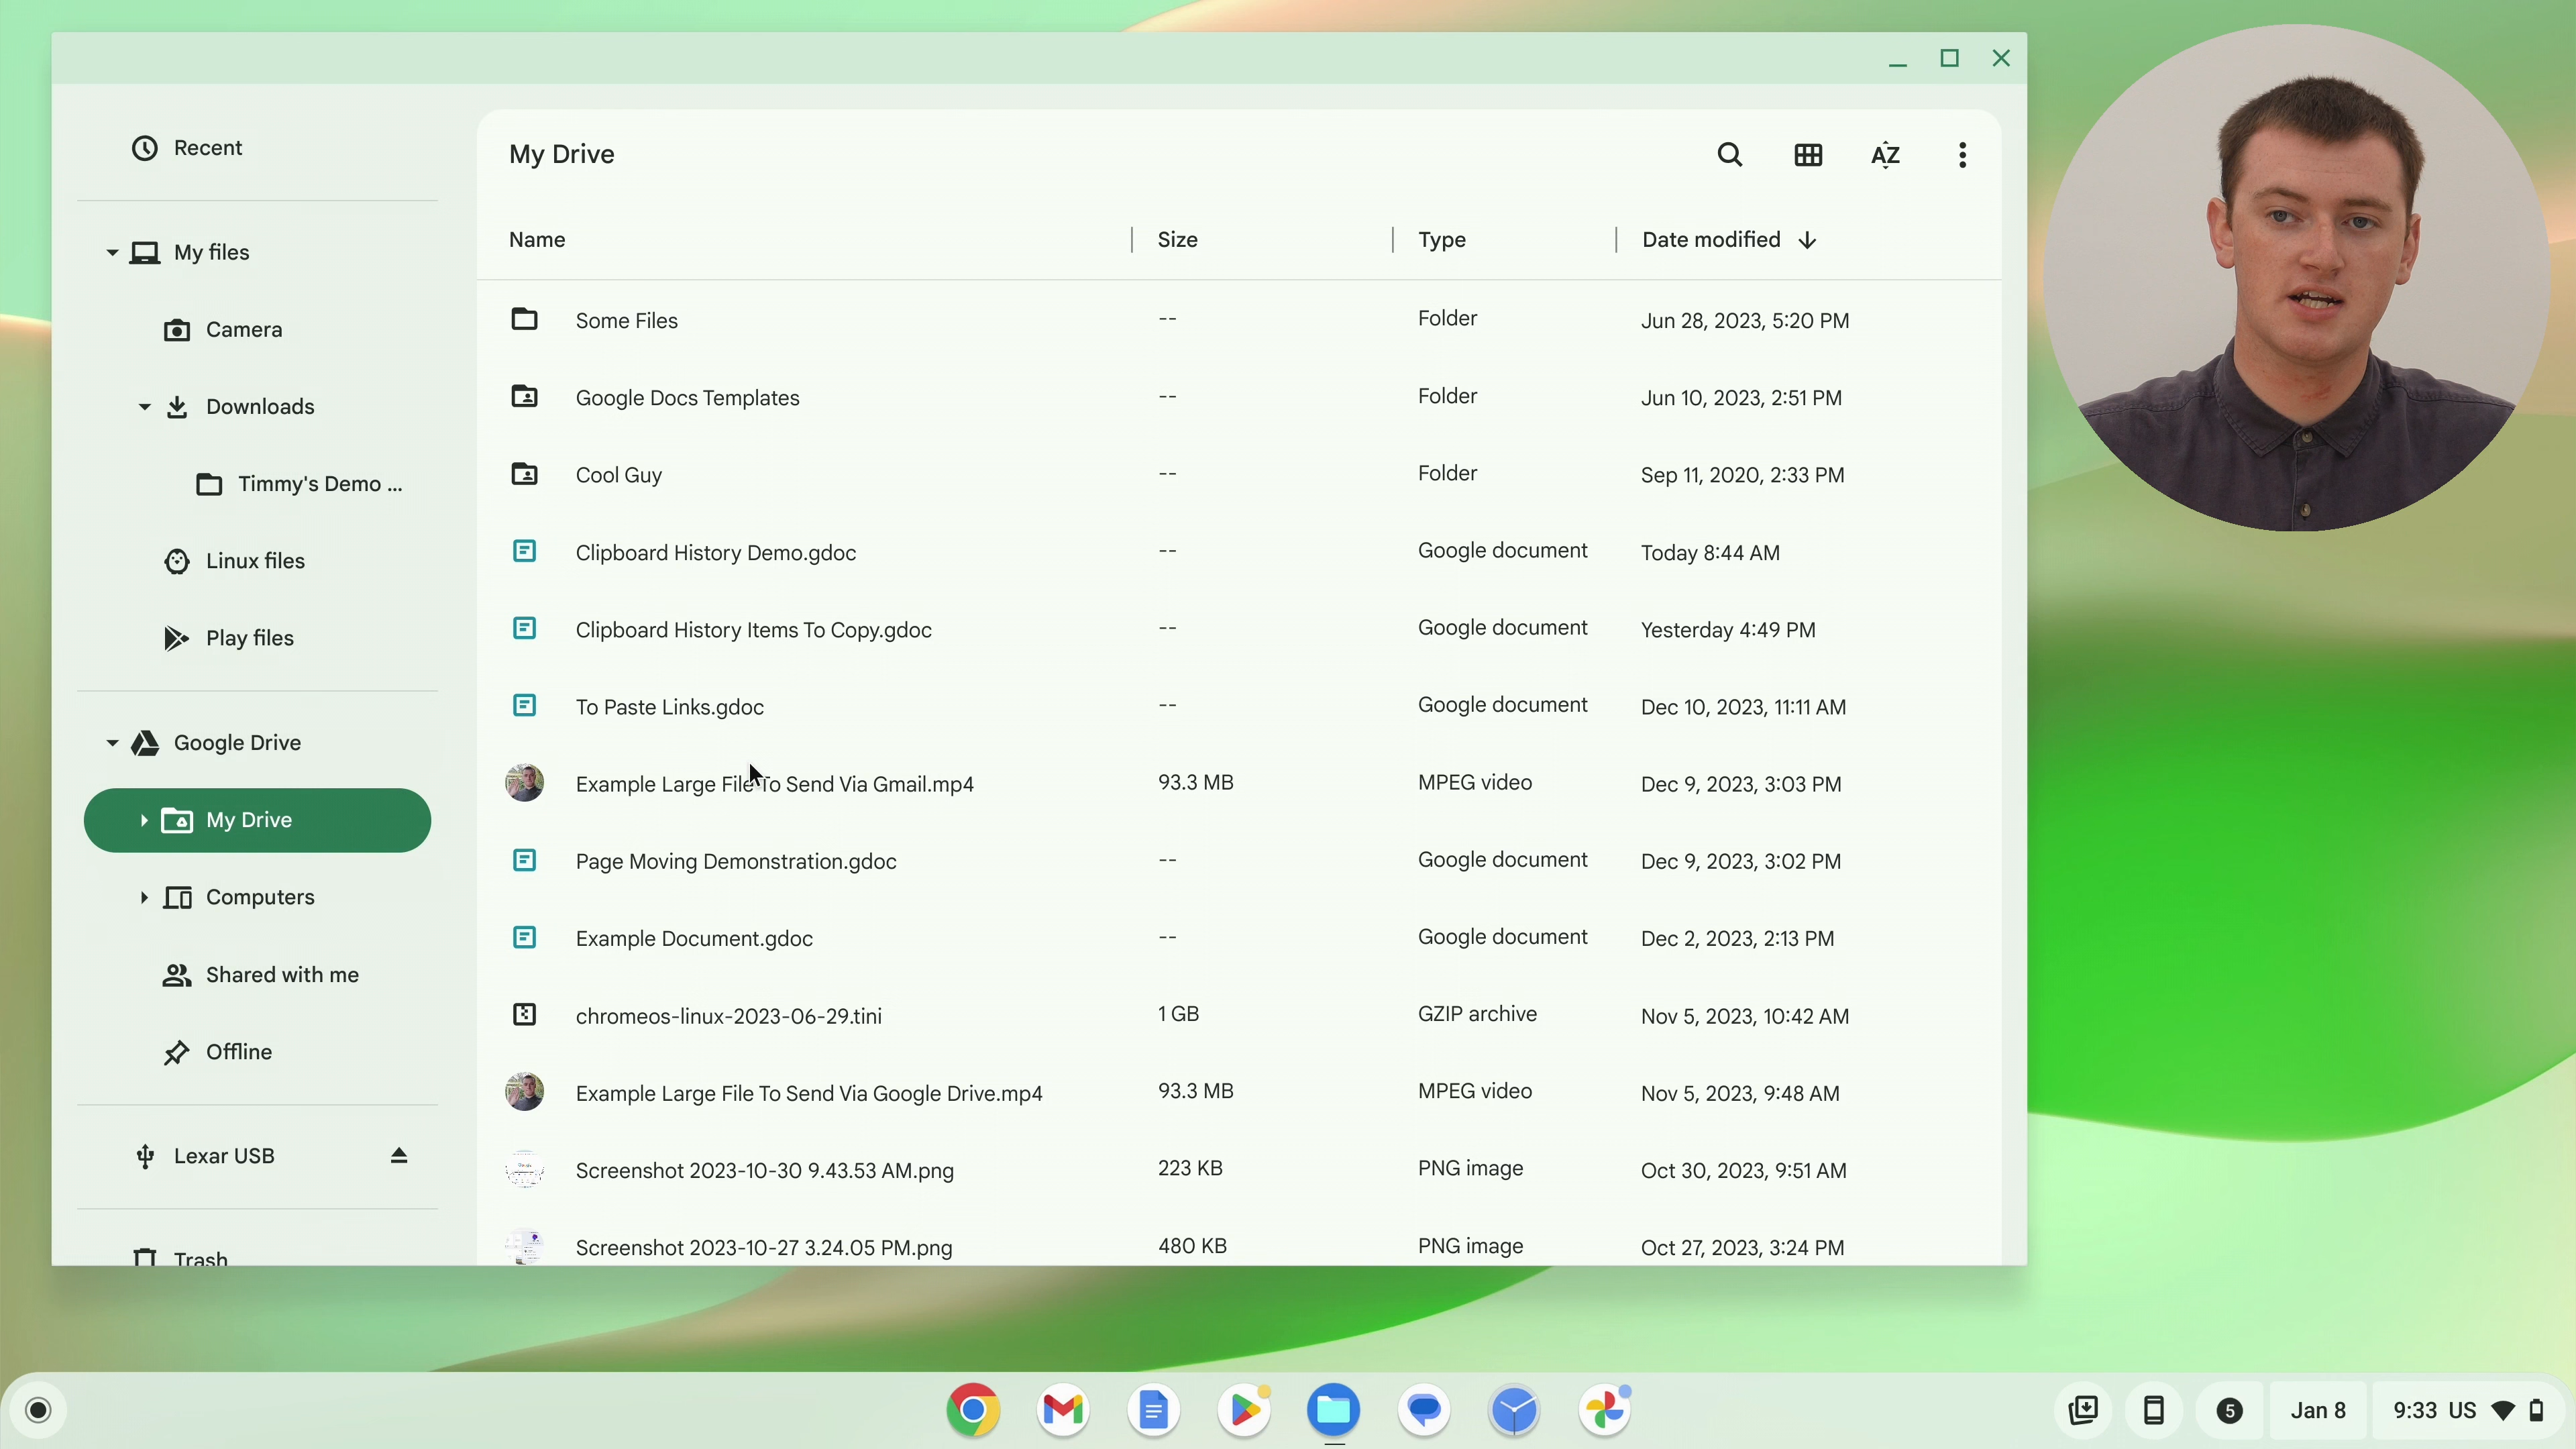 Recent
My files
Camera
Downloads
Timmy's Demo ...
Linux files
Play files
Google Drive
My Drive
Computers
Shared with me
Offline
Lexar USB
Trash
My Drive
AZ
Name Size Type Date modified
Some Files -- Folder Jun 28, 2023, 5:20 PM
Google Docs Templates -- Folder Jun 10, 2023, 2:51 PM
Cool Guy -- Folder Sep 11, 2020, 2:33 PM
Clipboard History Demo.gdoc -- Google document Today 8:44 AM
Clipboard History Items To Copy.gdoc -- Google document Yesterday 4:49 PM
To Paste Links.gdoc -- Google document Dec 10, 2023, 11:11 AM
Example Large File To Send Via Gmail.mp4 93.3 MB MPEG video Dec 9, 2023, 3:03 PM
Page Moving Demonstration.gdoc -- Google document Dec 9, 2023, 3:02 PM
Example Document.gdoc -- Google document Dec 2, 2023, 2:13 PM
chromeos-linux-2023-06-29.tini 1 GB GZIP archive Nov 5, 2023, 10:42 AM
Example Large File To Send Via Google Drive.mp4 93.3 MB MPEG video Nov 5, 2023, 9:48 AM
Screenshot 2023-10-30 9.43.53 AM.png 223 KB PNG image Oct 30, 2023, 9:51 AM
Screenshot 2023-10-27 3.24.05 PM.png 480 KB PNG image Oct 27, 2023, 3:24 PM
5 Jan 8 9:33 US